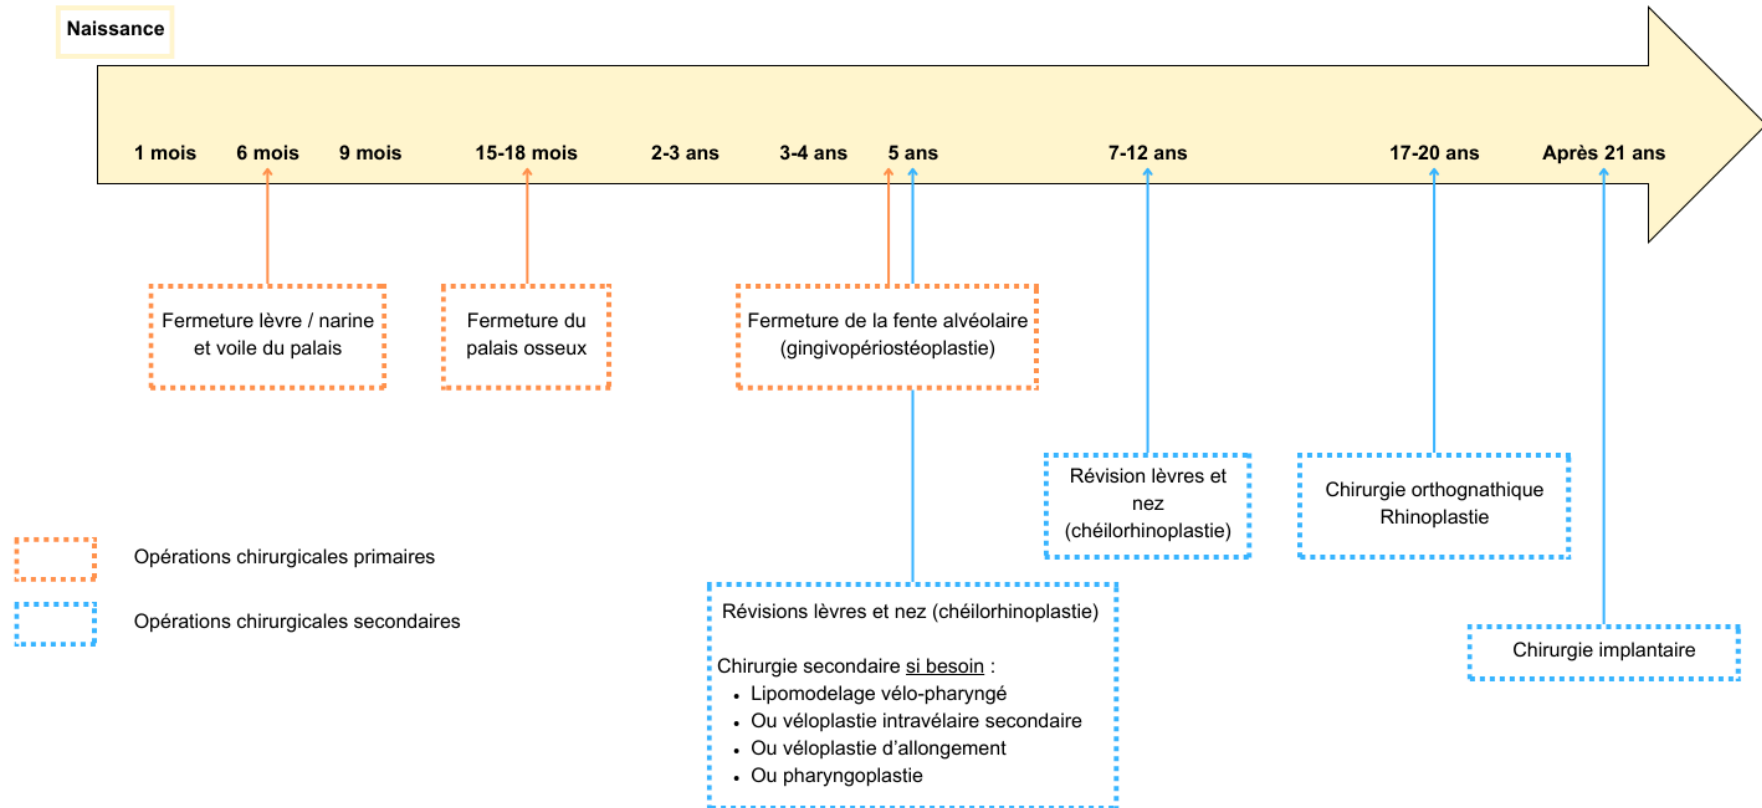 Naissance
1 mois 6 mois 9 mois 15-18 mois 2-3 ans 3-4 ans 5 ans 7-12 ans 17-20 ans Après 21 ans
Fermeture lèvre / narine
et voile du palais
Fermeture du
palais osseux
Fermeture de la fente alvéolaire
(gingivopériostéoplastie)
Révision lèvres et
nez
(chéilorhinoplastie)
Chirurgie orthognathique
Rhinoplastie
Opérations chirurgicales primaires
Opérations chirurgicales secondaires
Révisions lèvres et nez (chéilorhinoplastie)
Chirurgie secondaire si besoin :
• Lipomodelage vélo-pharyngé
• Ou véloplastie intravélaire secondaire
• Ou véloplastie d'allongement
• Ou pharyngoplastie
Chirurgie implantaire